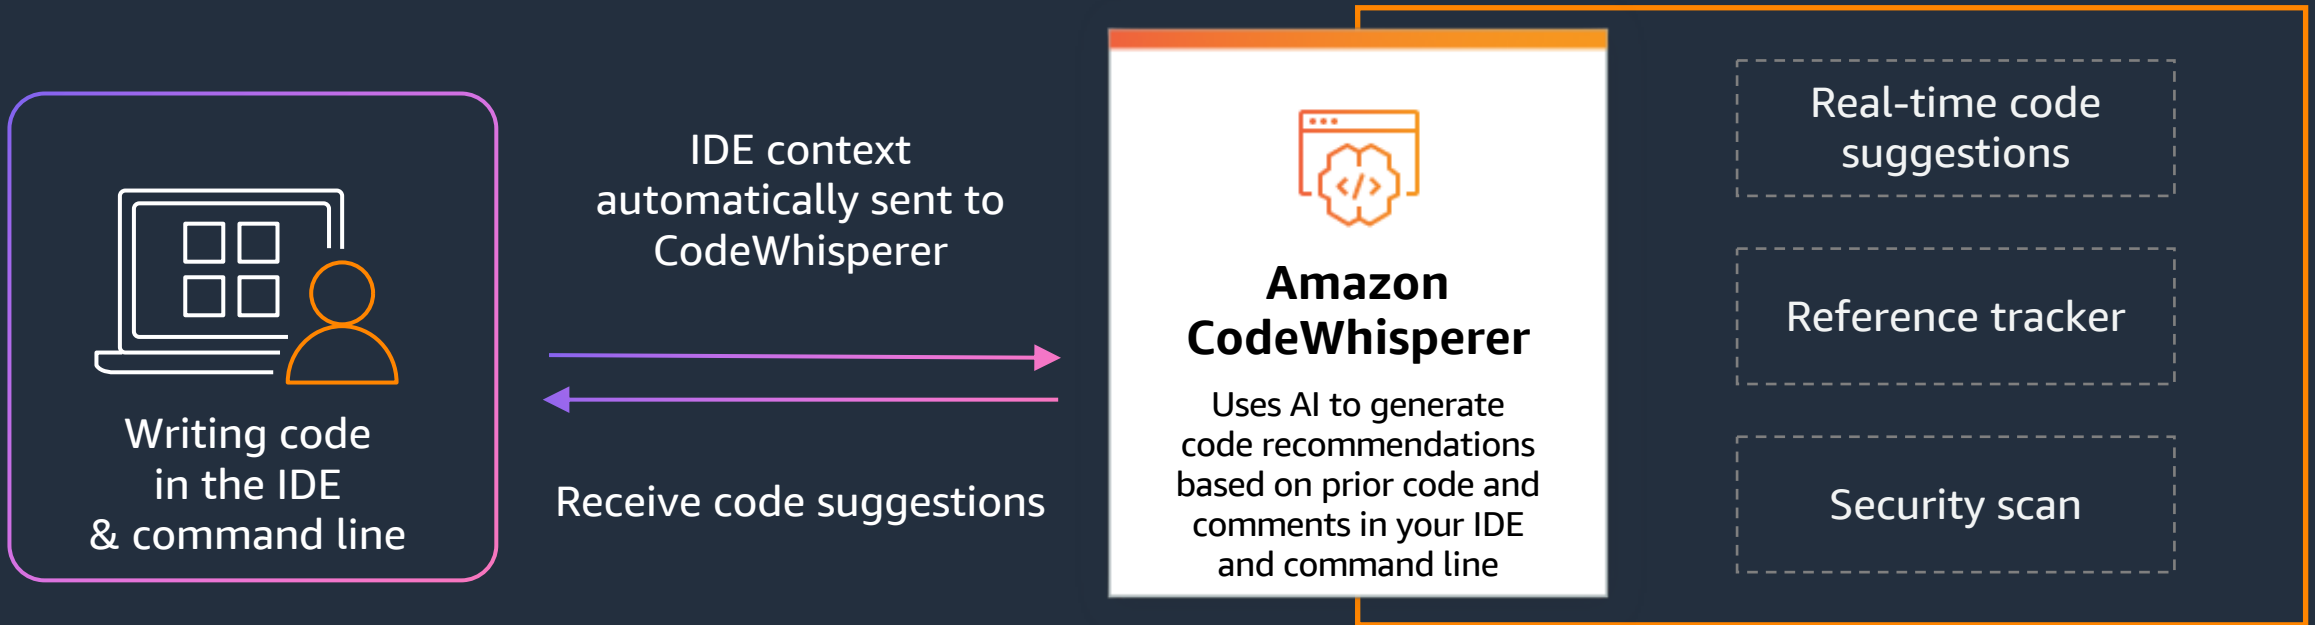 Writing code
in the IDE
& command line
IDE context
automatically sent to
CodeWhisperer
Receive code suggestions
</>
Amazon
CodeWhisperer
Uses AI to generate
code recommendations
based on prior code and
comments in your IDE
and command line
Real-time code
suggestions
Reference tracker
Security scan